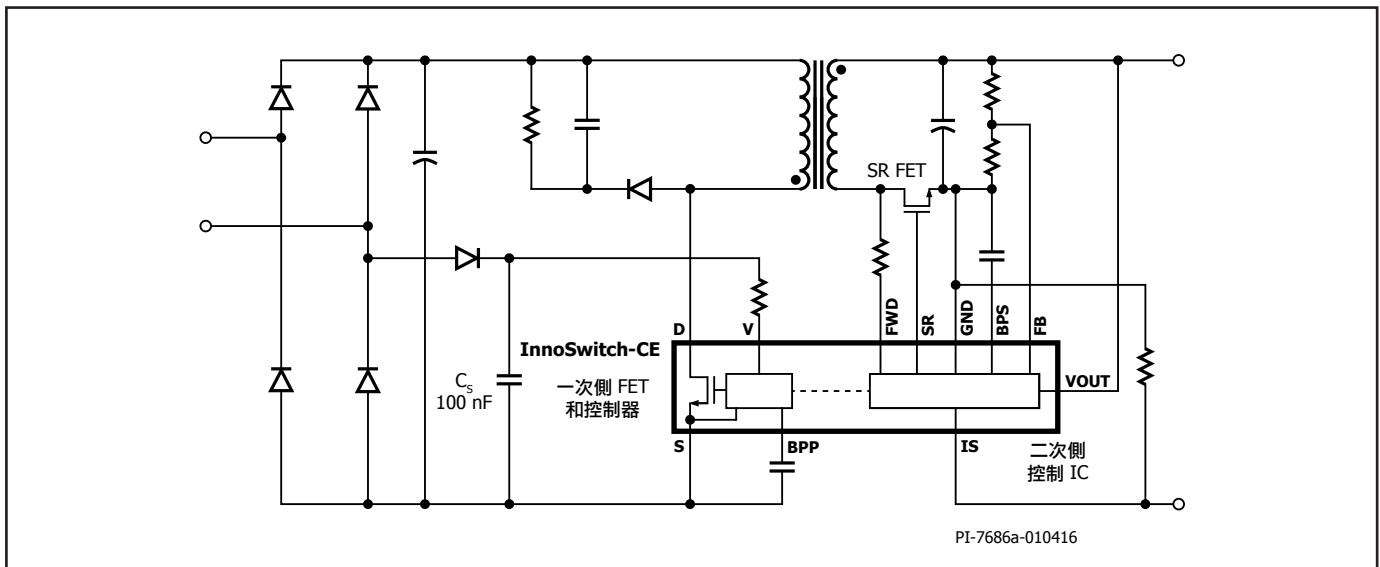 SR FET
FWD
SR
GND
BPS
FB
D
V
InnoSwitch-CE
VOUT
一次側 FET
和控制器
C_S
100 nF
S
BPP
IS
二次側
控制 IC
PI-7686a-010416